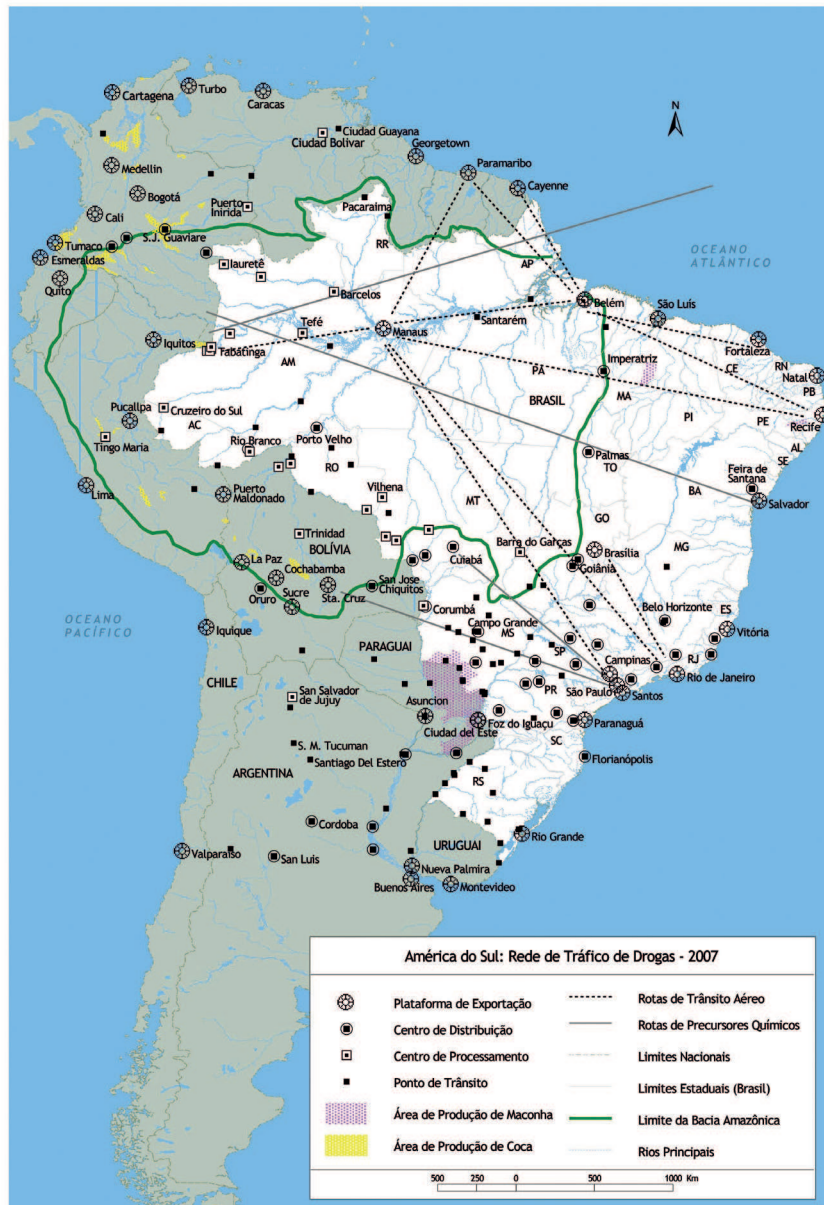 Cartagena
Turbo
Caracas
Ciudad Guayana
Ciudad Bolivar
Georgetown
Paramaribo
Cayenne
N
Medellin
Bogotá
Cali
Puerto
Inirida
Pacaraima
Tumaco
S.J. Guaviare
Esmeraldas
Quito
RR
AP
OCEANO
ATLÂNTICO
Iauretê
Barcelos
Belém
São Luís
Santarém
Manaus
Tefé
Iquitos
Tabatinga
AM
Fortaleza
CE
RN
Natal
PB
Imperatriz
PÁ
MA
BRASIL
PI
PE
Recife
AL
SE
Pucallpa
Cruzeiro do Sul
AC
Tingo Maria
Rio Branco
Porto Velho
RO
Palmas
TO
Feira de
Santana
BA
Salvador
Lima
Puerto
Maldonado
Vilhena
MT
GO
Trinidad
BOLÍVIA
Barra do Garças
Brasília
Cuiabá
Goiânia
MG
La Paz
Cochabamba
Oruro
Sucre
Sta. Cruz
San Jose
Chiquitos
Corumbá
Belo Horizonte
ES
Vitória
OCEANO
PACÍFICO
Iquique
Campo Grande
MS
PARAGUAI
SP
Campinas
RJ
Rio de Janeiro
São Paulo
Santos
CHILE
San Salvador
de Jujuy
PR
Asuncion
Foz do Iguaçu
Ciudad del Este
Paranaguá
SC
S. M. Tucuman
Santiago Del Estero
Florianópolis
ARGENTINA
RS
Cordoba
URUGUAI
Rio Grande
Valparaíso
San Luis
Nueva Palmira
Buenos Aires
Montevideo
América do Sul: Rede de Tráfico de Drogas - 2007
Plataforma de Exportação
Centro de Distribuição
Centro de Processamento
Ponto de Trânsito
Área de Produção de Maconha
Área de Produção de Coca
Rotas de Trânsito Aéreo
Rotas de Precursores Químicos
Limites Nacionais
Limites Estaduais (Brasil)
Limite da Bacia Amazônica
Rios Principais
500 0 500 1000 Km